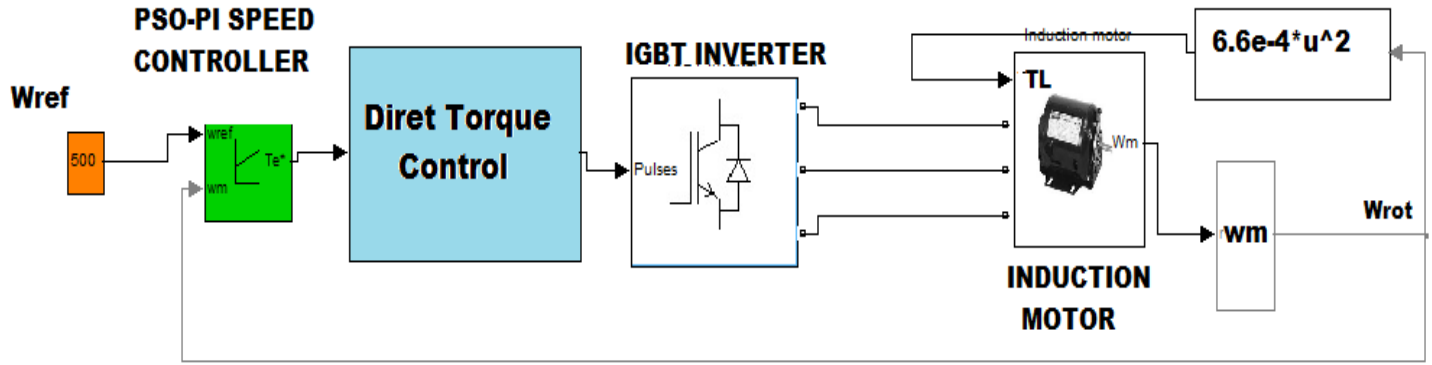 PSO-PI SPEED
CONTROLLER
Wref
500
wref
Te*
wm
Diret Torque
Control
IGBT INVERTER
Pulses
Induction motor
TL
Wm
INDUCTION
MOTOR
6.6e-4*u^2
wm
Wrot